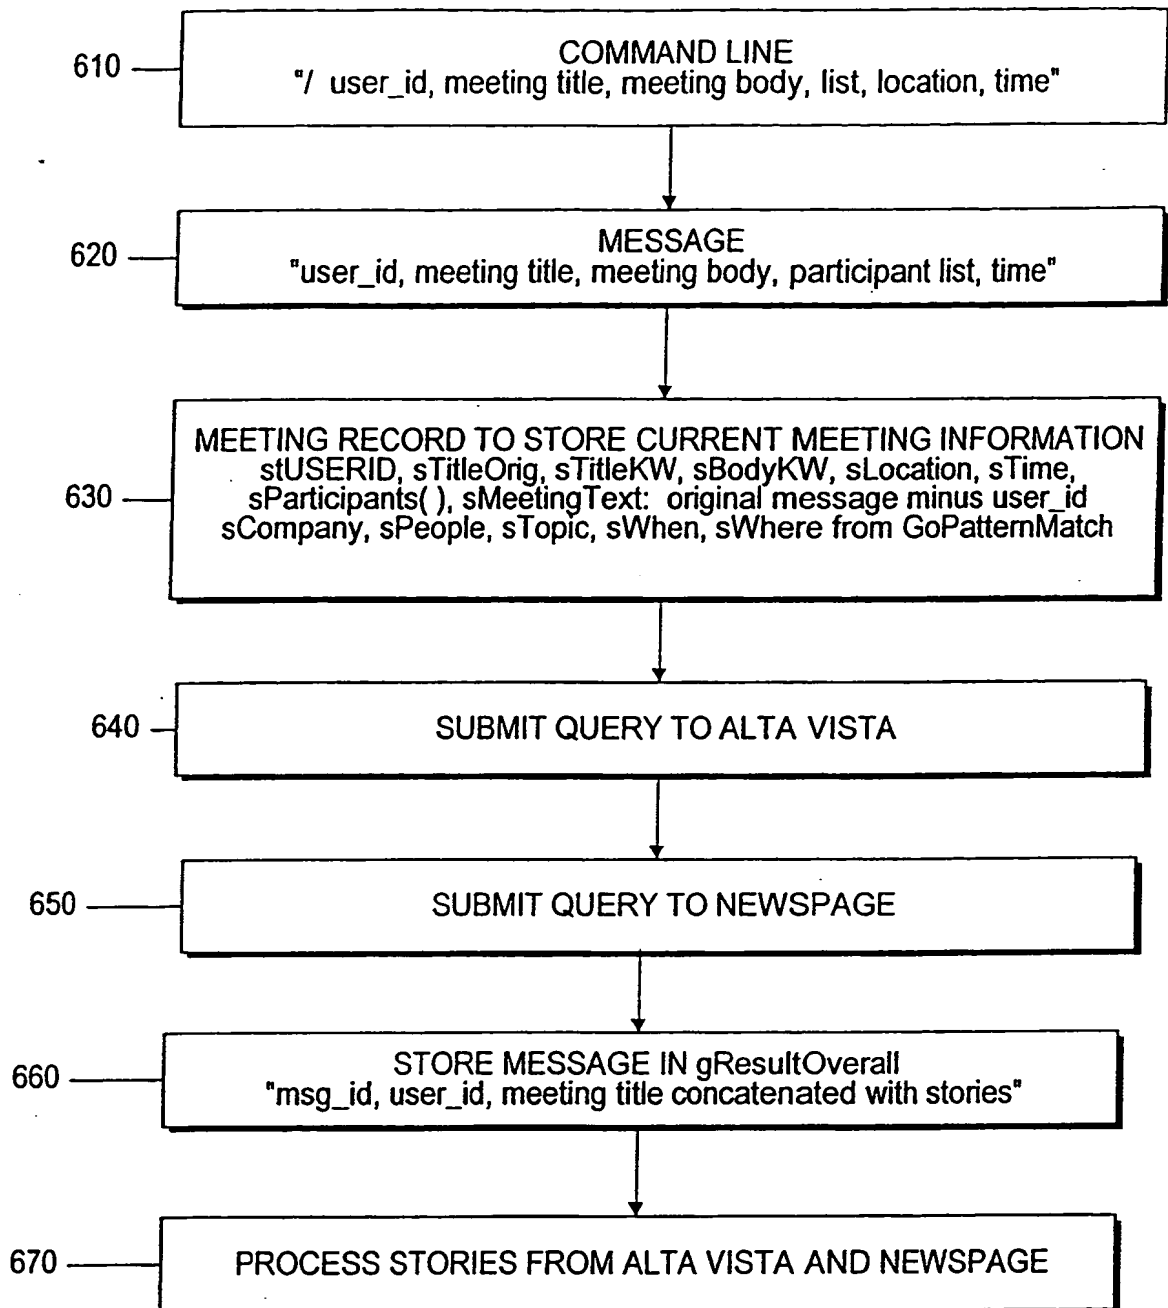 610
COMMAND LINE
"/ user_id, meeting title, meeting body, list, location, time"
620
MESSAGE
"user_id, meeting title, meeting body, participant list, time"
630
MEETING RECORD TO STORE CURRENT MEETING INFORMATION
stUSERID, sTitleOrig, sTitleKW, sBodyKW, sLocation, sTime,
sParticipants( ), sMeetingText: original message minus user_id
sCompany, sPeople, sTopic, sWhen, sWhere from GoPatternMatch
640
SUBMIT QUERY TO ALTA VISTA
650
SUBMIT QUERY TO NEWSPAGE
660
STORE MESSAGE IN gResultOverall
"msg_id, user_id, meeting title concatenated with stories"
670
PROCESS STORIES FROM ALTA VISTA AND NEWSPAGE